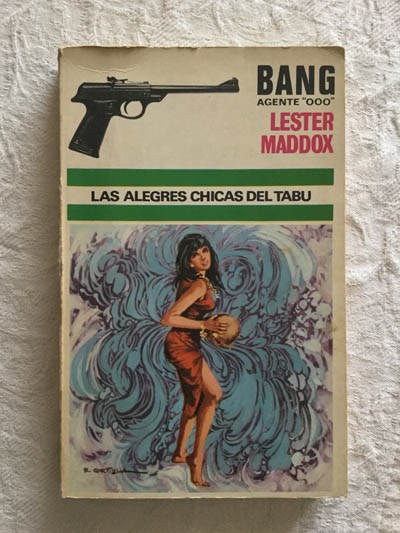 BANG
AGENTE "OOO"
LESTER
MADDOX
LAS ALEGRES CHICAS DEL TABU